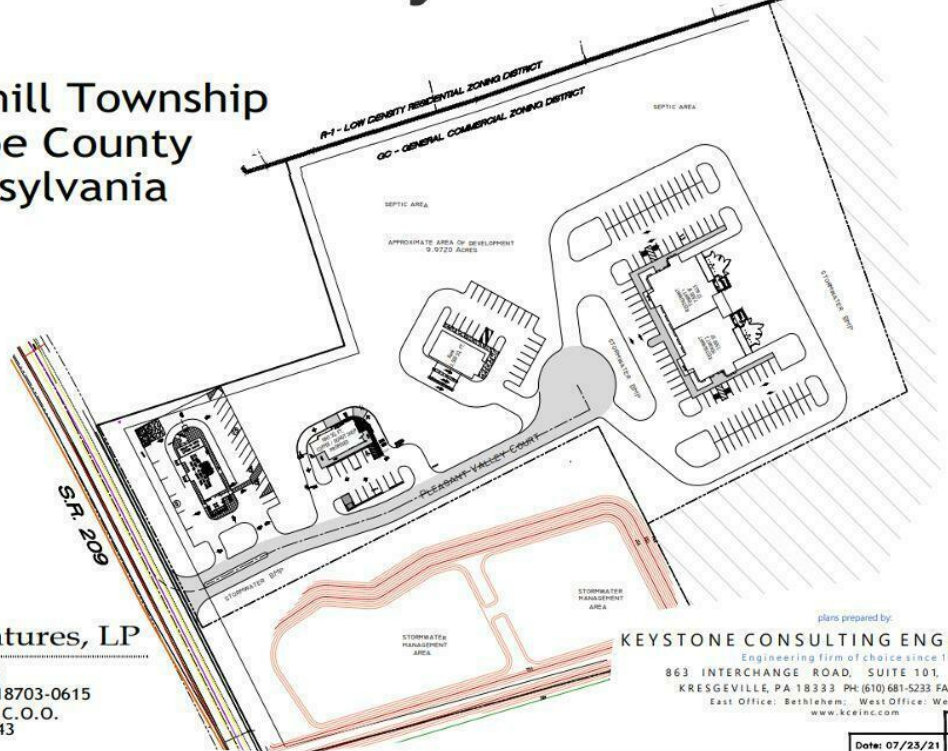 hill Township
e County
sylvania
R-1 - LOW DENSITY RESIDENTIAL ZONING DISTRICT
GC - GENERAL COMMERCIAL ZONING DISTRICT
SEPTIC AREA
SEPTIC AREA
APPROXIMATE AREA OF DEVELOPMENT
9.9720 ACRES
STORMWATER BMP
STORMWATER BMP
PLEASANT VALLEY COURT
S.R. 209
STORMWATER BMP
STORMWATER
MANAGEMENT
AREA
STORMWATER
MANAGEMENT
AREA
tures, LP
18703-0615
C.O.O.
43
plans prepared by:
KEYSTONE CONSULTING ENG
Engineering firm of choice since 1
863 INTERCHANGE ROAD, SUITE 101,
KRESGEVILLE, PA 18333 PH: (610) 681-5233 FA
East Office: Bethlehem; West Office: We
www.kceinc.com
Date: 07/23/21